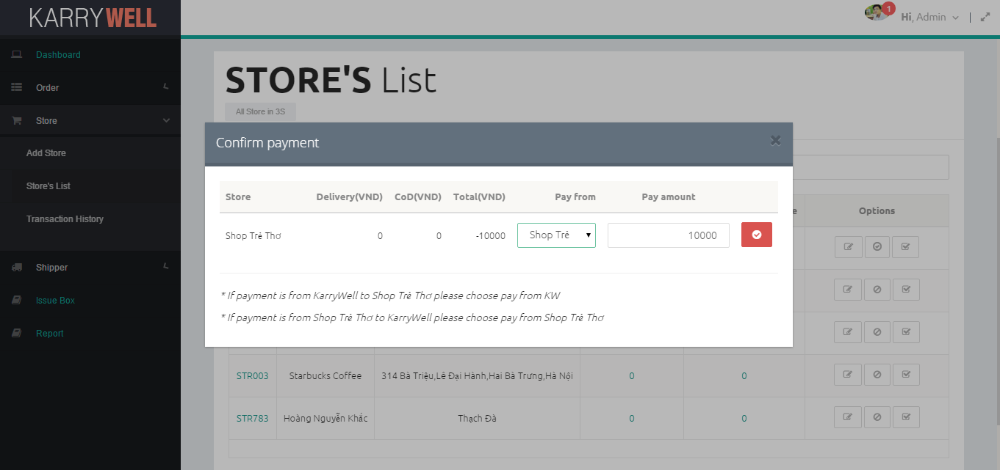 KARRYWELL
1
Hi, Admin
Dashboard
Order
Store
Add Store
Store's List
Transaction History
Shipper
Issue Box
Report
STORE'S List
All Store in 3S
Confirm payment
Store Delivery(VND) CoD(VND) Total(VND) Pay from Pay amount
Shop Trẻ Thơ 0 0 -10000 Shop Trẻ 10000
* If payment is from KarryWell to Shop Trẻ Thơ please choose pay from KW
* If payment is from Shop Trẻ Thơ to KarryWell please choose pay from Shop Trẻ Thơ
Options
STR003 Starbucks Coffee 314 Bà Triệu,Lê Đại Hành,Hai Bà Trưng,Hà Nội 0 0
STR783 Hoàng Nguyễn Khắc Thạch Đà 0 0